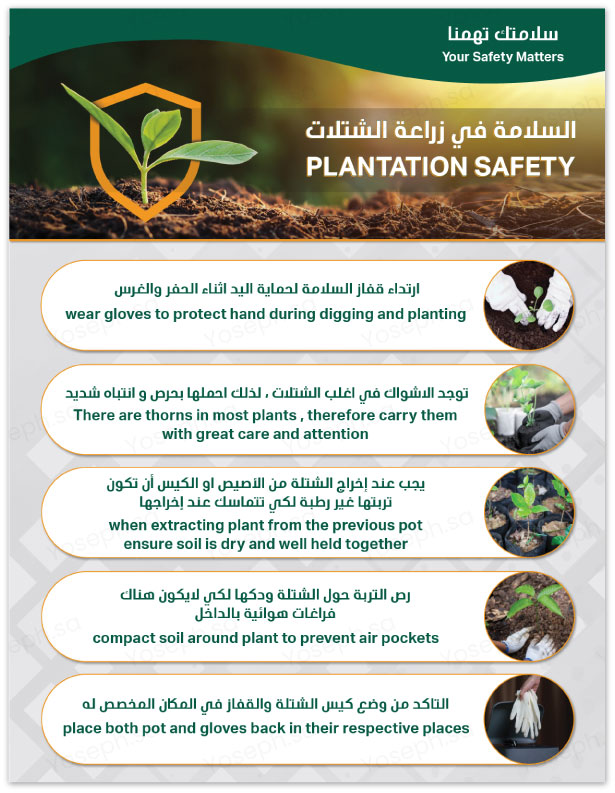 سلامتك تهمنا
Your Safety Matters
السلامة في زراعة الشتلات
PLANTATION SAFETY
ارتداء قفاز السلامة لحماية اليد اثناء الحفر والغرس
wear gloves to protect hand during digging and planting
توجد الاشواك في اغلب الشتلات ، لذلك احملها بحرص و انتباه شديد
There are thorns in most plants , therefore carry them
with great care and attention
يجب عند إخراج الشتلة من الأصيص او الكيس أن تكون
تربتها غير رطبة لكي تتماسك عند إخراجها
when extracting plant from the previous pot
ensure soil is dry and well held together
رص التربة حول الشتلة ودكها لكي لايكون هناك
فراغات هوائية بالداخل
compact soil around plant to prevent air pockets
التاكد من وضع كيس الشتلة والقفاز في المكان المخصص له
place both pot and gloves back in their respective places
Yoseph.sa